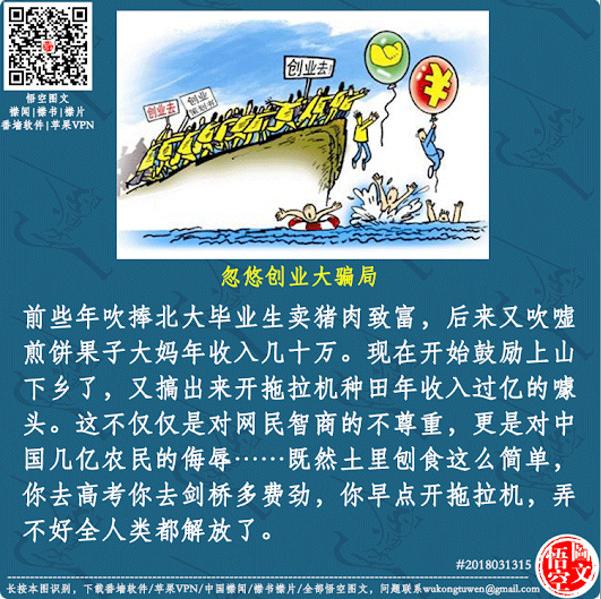 悟空图文
禁闻|禁书|禁片
番墙软件|苹果VPN
创业去
创业
创业去
忽悠创业大骗局
前些年吹捧北大毕业生卖猪肉致富，后来又吹嘘
煎饼果子大妈年收入几十万。现在开始鼓励上山
下乡了，又搞出来开拖拉机种田年收入过亿的噱
头。这不仅仅是对网民智商的不尊重，更是对中
国几亿农民的侮辱……既然土里刨食这么简单，
你去高考你去剑桥多费劲，你早点开拖拉机，弄
不好全人类都解放了。
#2018031315
悟空图文
长按本图识别，下载番墙软件/苹果VPN/中国禁闻/禁书禁片/全部悟空图文，问题联系wukongtuwen@gmail.com